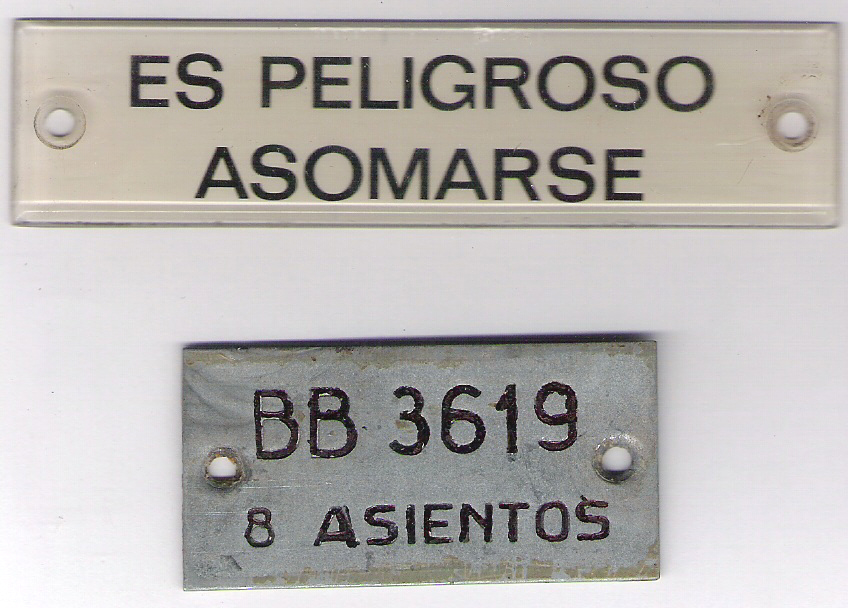 ES PELIGROSO
ASOMARSE
BB 3619
8 ASIENTOS